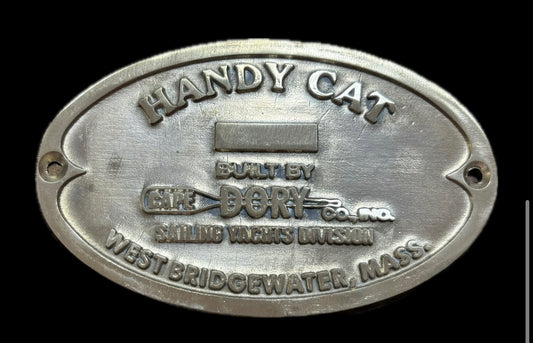 HANDY CAT
BUILT BY
CAPE DORY CO., INC.
SAILING YACHTS DIVISION
WEST BRIDGEWATER, MASS.